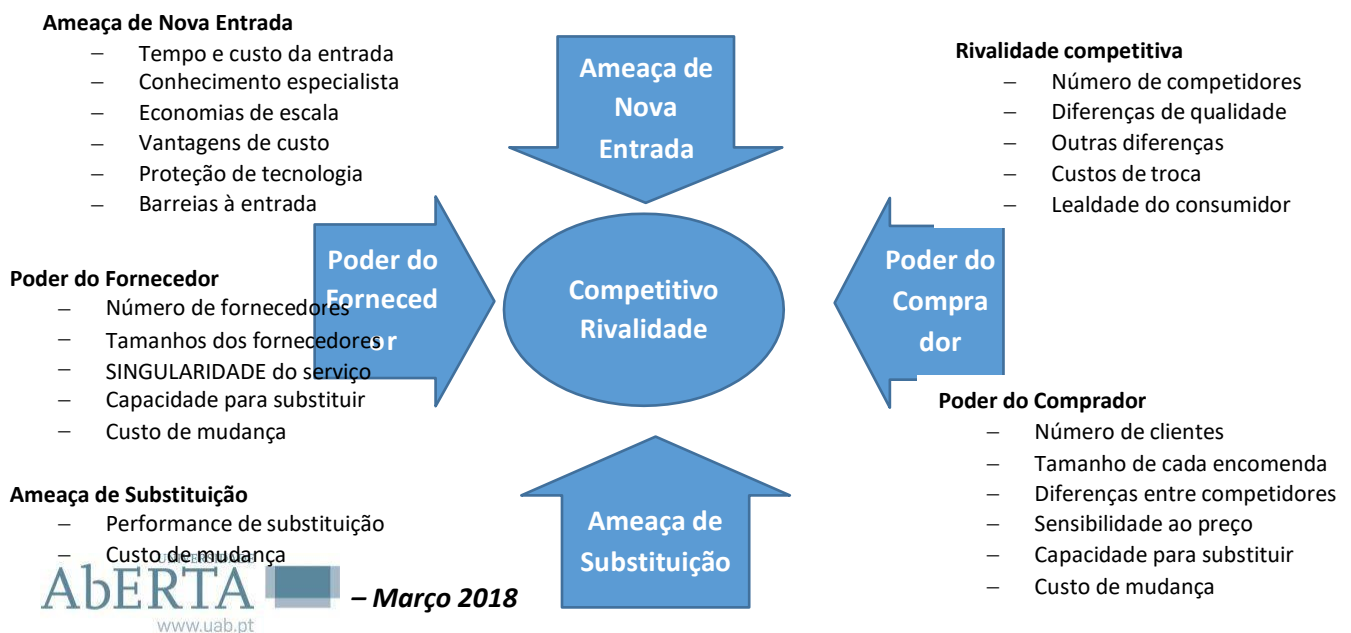 Ameaça de Nova Entrada
– Tempo e custo da entrada
– Conhecimento especialista
– Economias de escala
– Vantagens de custo
– Proteção de tecnologia
– Barreias à entrada
Ameaça de
Nova
Entrada
Rivalidade competitiva
– Número de competidores
– Diferenças de qualidade
– Outras diferenças
– Custos de troca
– Lealdade do consumidor
Poder do Fornecedor
– Número de fornecedores
– Tamanhos dos fornecedores
– SINGULARIDADE do serviço
– Capacidade para substituir
– Custo de mudança
Poder do
Forneced
or
Competitivo
Rivalidade
Poder do
Compra
dor
Poder do Comprador
– Número de clientes
– Tamanho de cada encomenda
– Diferenças entre competidores
– Sensibilidade ao preço
– Capacidade para substituir
– Custo de mudança
Ameaça de Substituição
– Performance de substituição
– Custo de mudança
Ameaça de
Substituição
UNIVERSIDADE
AbERTA
www.uab.pt
– Março 2018